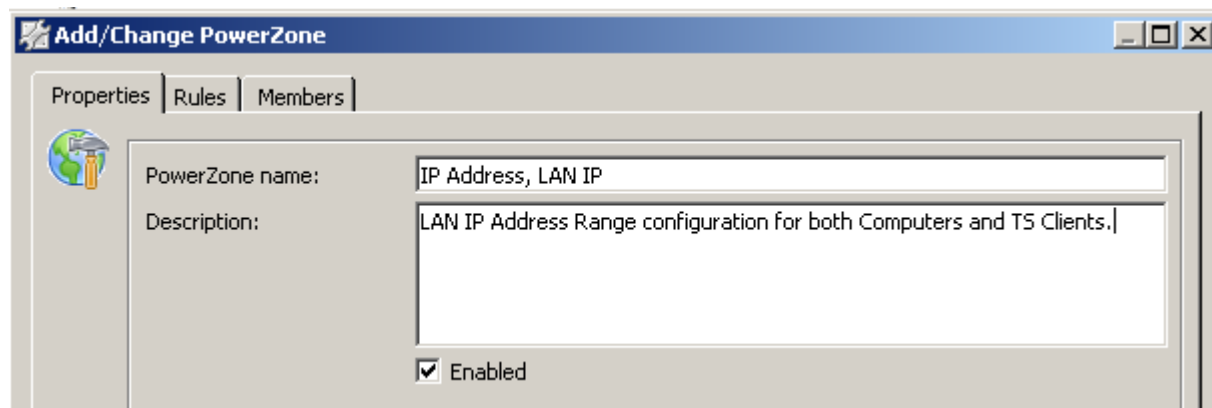 Add/Change PowerZone
Properties Rules Members
PowerZone name: IP Address, LAN IP
Description: LAN IP Address Range configuration for both Computers and TS Clients.
Enabled